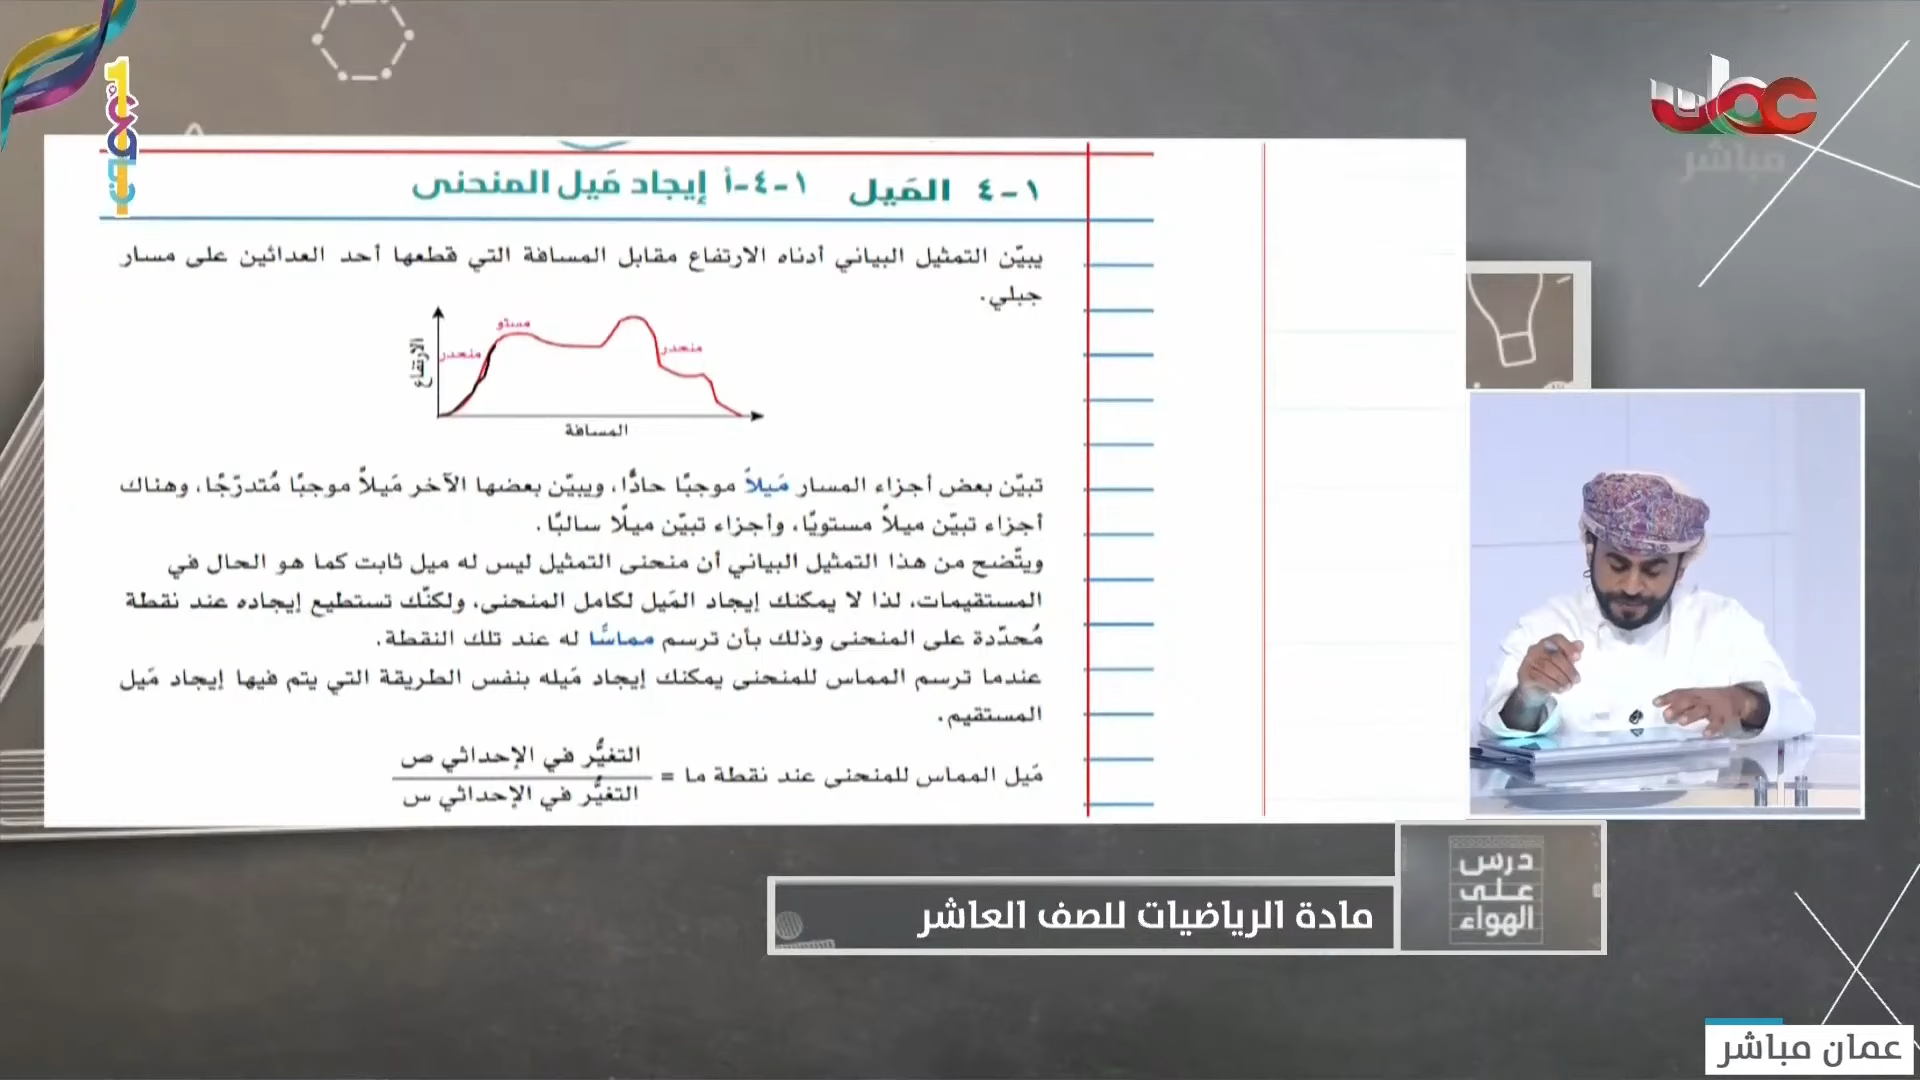 عمان
مباشر
١-٤ المَيل ١-٤-أ إيجاد مَيل المنحنى
يبيّن التمثيل البياني أدناه الارتفاع مقابل المسافة التي قطعها أحد العدائين على مسار
جبلي.
مستو
منحدر
منحدر
الارتفاع
المسافة
تبيّن بعض أجزاء المسار مَيلاً موجبًا حادًّا، ويبيّن بعضها الآخر مَيلاً موجبًا مُتدرّجًا، وهناك
أجزاء تبيّن ميلاً مستويًا، وأجزاء تبيّن ميلًا سالبًا.
ويتّضح من هذا التمثيل البياني أن منحنى التمثيل ليس له ميل ثابت كما هو الحال في
المستقيمات، لذا لا يمكنك إيجاد المَيل لكامل المنحنى، ولكنّك تستطيع إيجاده عند نقطة
مُحدّدة على المنحنى وذلك بأن ترسم مماسًّا له عند تلك النقطة.
عندما ترسم المماس للمنحنى يمكنك إيجاد مَيله بنفس الطريقة التي يتم فيها إيجاد مَيل
المستقيم.
مَيل المماس للمنحنى عند نقطة ما = التغيُّر في الإحداثي ص
التغيُّر في الإحداثي س
درس
على
الهواء
مادة الرياضيات للصف العاشر
عمان مباشر